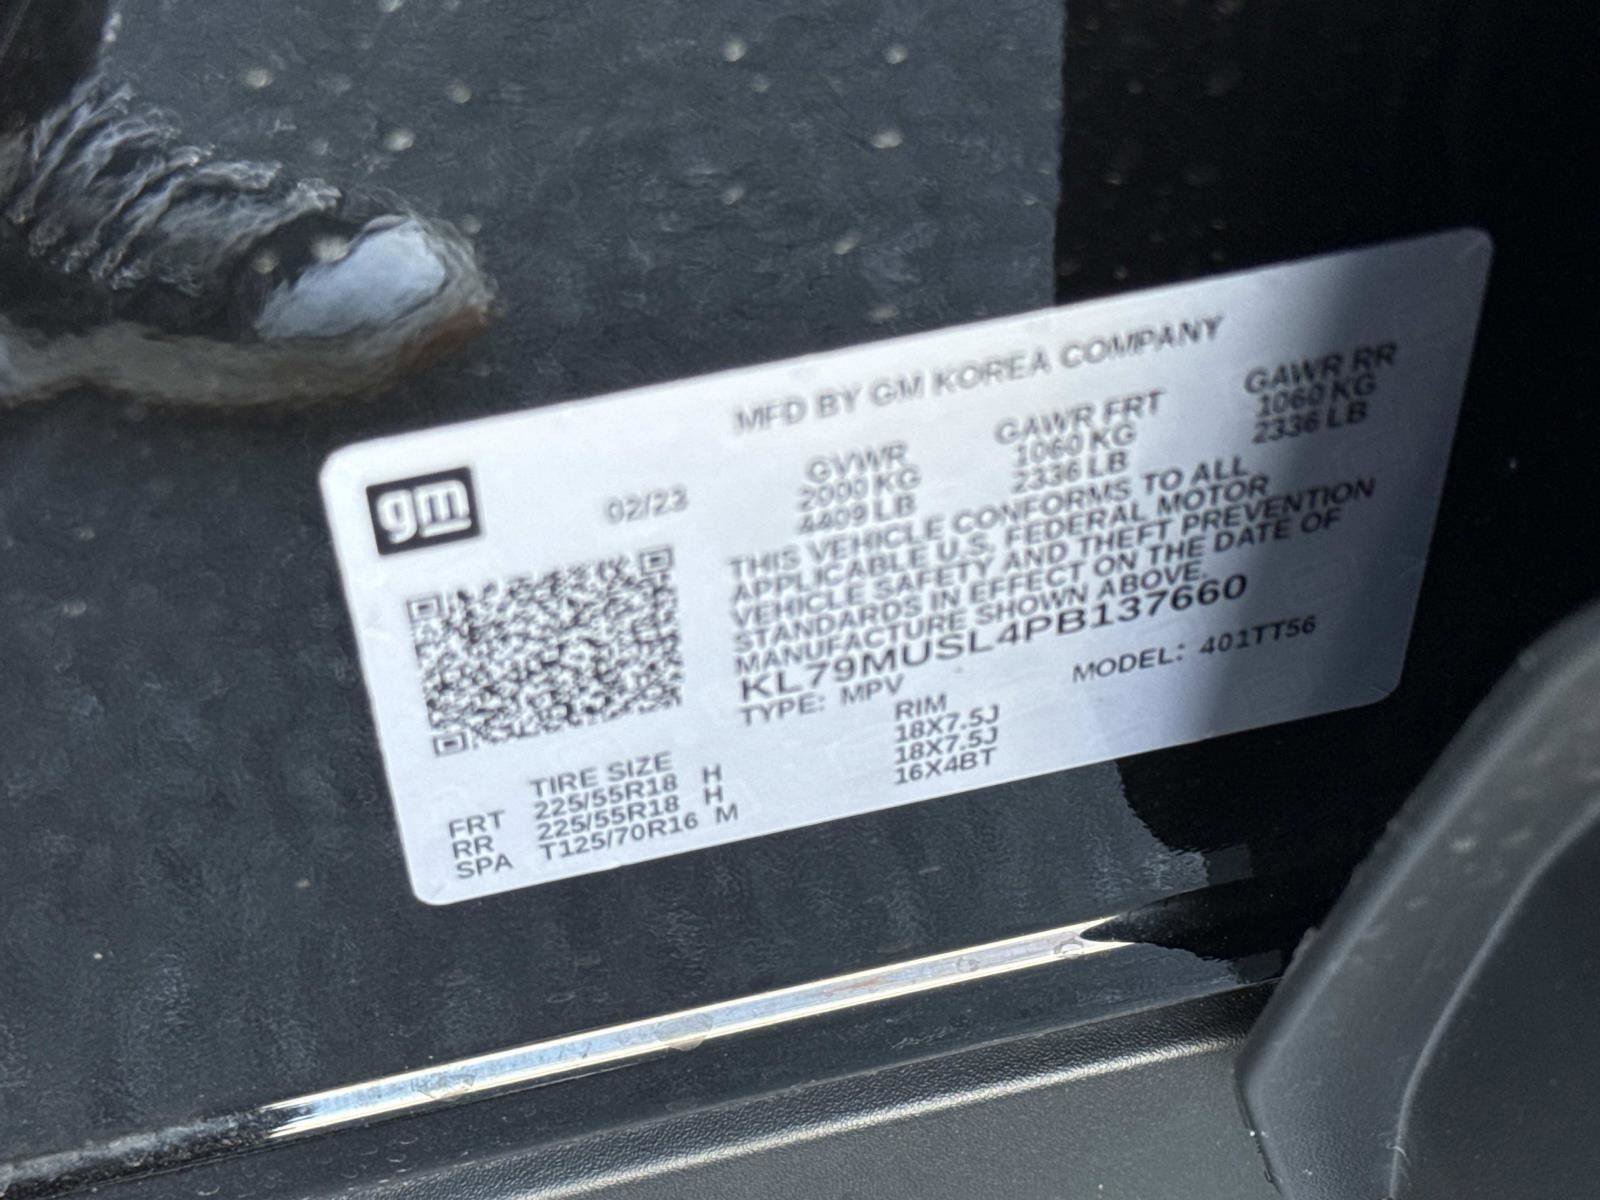 MFD BY GM KOREA COMPANY
gm
02/23
GVWR GAWR FRT GAWR RR
2000 KG 1060 KG 1060 KG
4409 LB 2336 LB 2336 LB
THIS VEHICLE CONFORMS TO ALL
APPLICABLE U.S. FEDERAL MOTOR
VEHICLE SAFETY AND THEFT PREVENTION
STANDARDS IN EFFECT ON THE DATE OF
MANUFACTURE SHOWN ABOVE.
KL79MUSL4PB137660
TYPE: MPV MODEL: 401TT56
TIRE SIZE RIM
FRT 225/55R18 H 18X7.5J
RR 225/55R18 H 18X7.5J
SPA T125/70R16 M 16X4BT